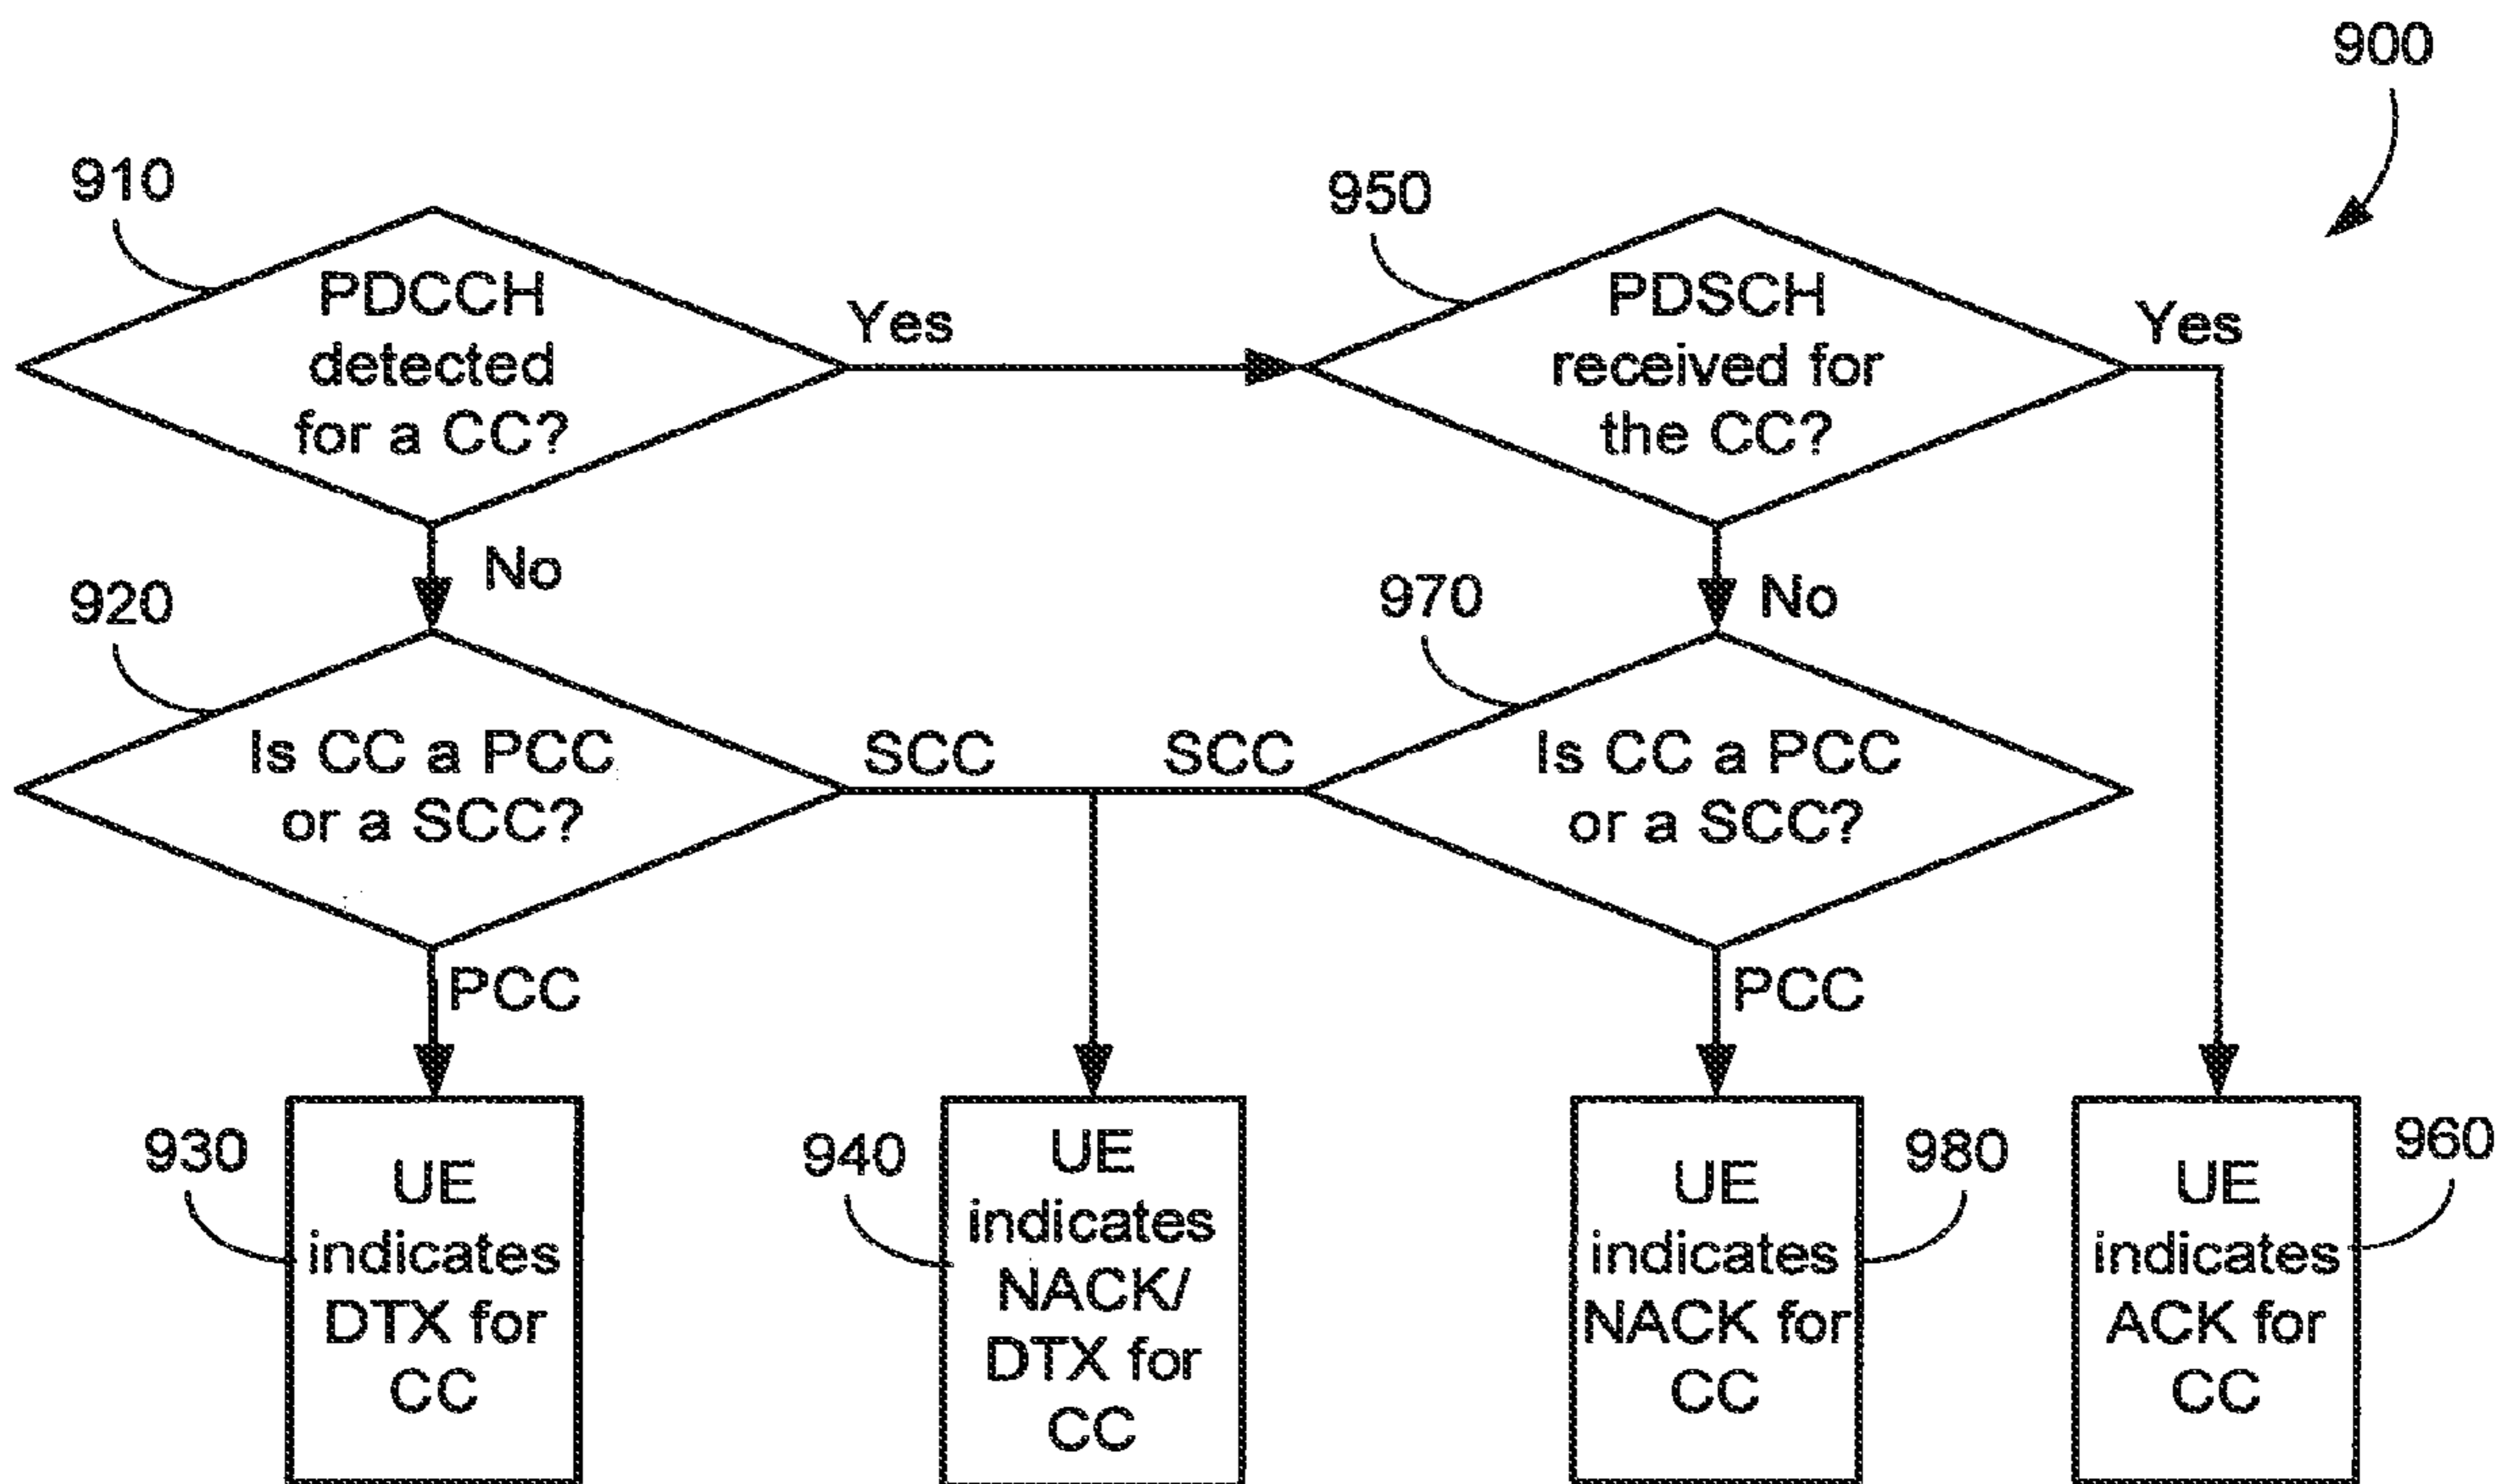 900
910
PDCCH
detected
for a CC?
Yes
950
PDSCH
received for
the CC?
Yes
No
No
920
Is CC a PCC
or a SCC?
SCC
SCC
970
Is CC a PCC
or a SCC?
PCC
PCC
930
UE
indicates
DTX for
CC
940
UE
indicates
NACK/
DTX for
CC
UE
indicates
NACK for
CC
980
UE
indicates
ACK for
CC
960